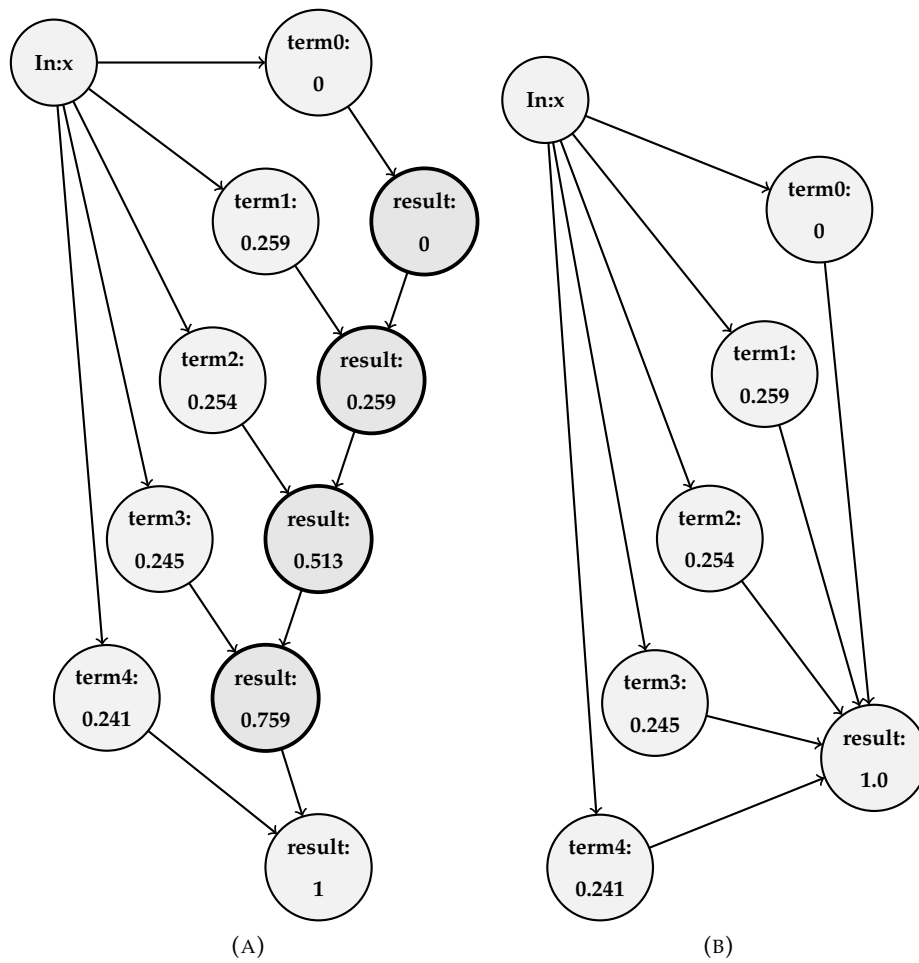 In:x
term0:
0
term1:
0.259
result:
0
term2:
0.254
result:
0.259
term3:
0.245
result:
0.513
term4:
0.241
result:
0.759
result:
1
(A)
In:x
term0:
0
term1:
0.259
term2:
0.254
term3:
0.245
result:
1.0
term4:
0.241
(B)